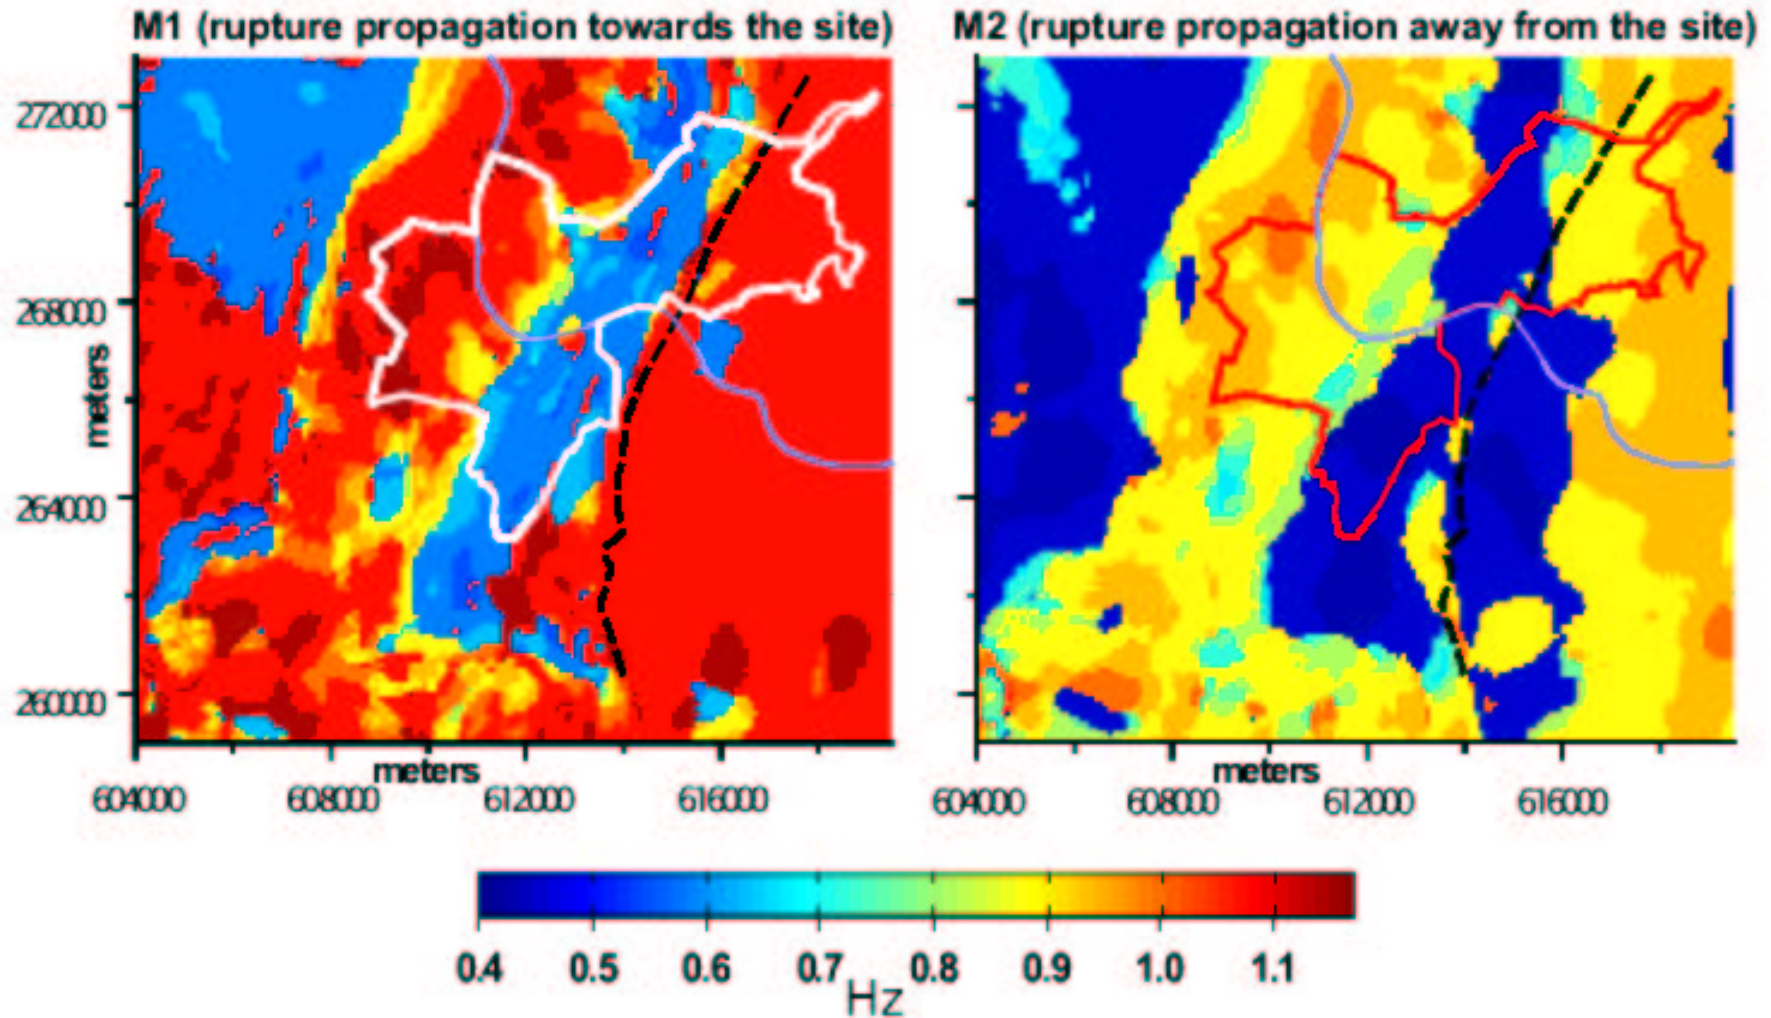 M1 (rupture propagation towards the site)
M2 (rupture propagation away from the site)
272000
268000
264000
260000
meters
meters
604000 608000 612000 616000
meters
604000 608000 612000 616000
0.4 0.5 0.6 0.7 0.8 0.9 1.0 1.1
Hz